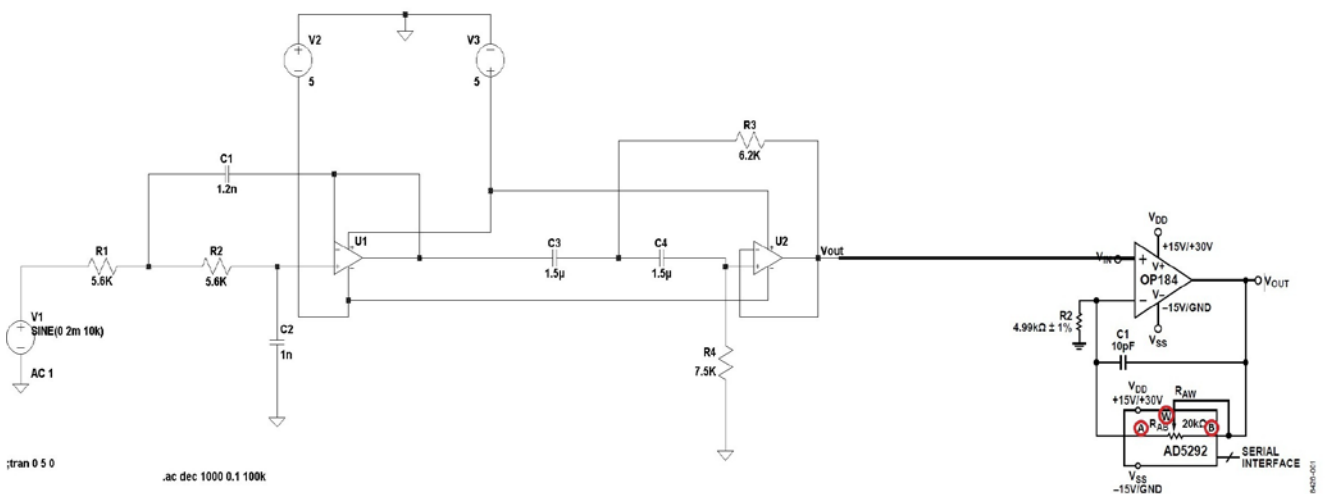 V2
5
V3
5
C1
1.2n
R1
5.6K
R2
5.6K
U1
V1
SINE(0 2m 10k)
AC 1
C2
1n
R3
6.2K
C3
1.5µ
C4
1.5µ
U2
Vout
R4
7.5K
;tran 0 5 0
.ac dec 1000 0.1 100k
VDD
+15V/+30V
VIN
+
V+
OP184
−
V−
−15V/GND
VSS
VOUT
R2
4.99kΩ ± 1%
C1
10pF
VDD
+15V/+30V
RAW
W
A
RAB
20kΩ
B
AD5292
SERIAL
INTERFACE
VSS
−15V/GND